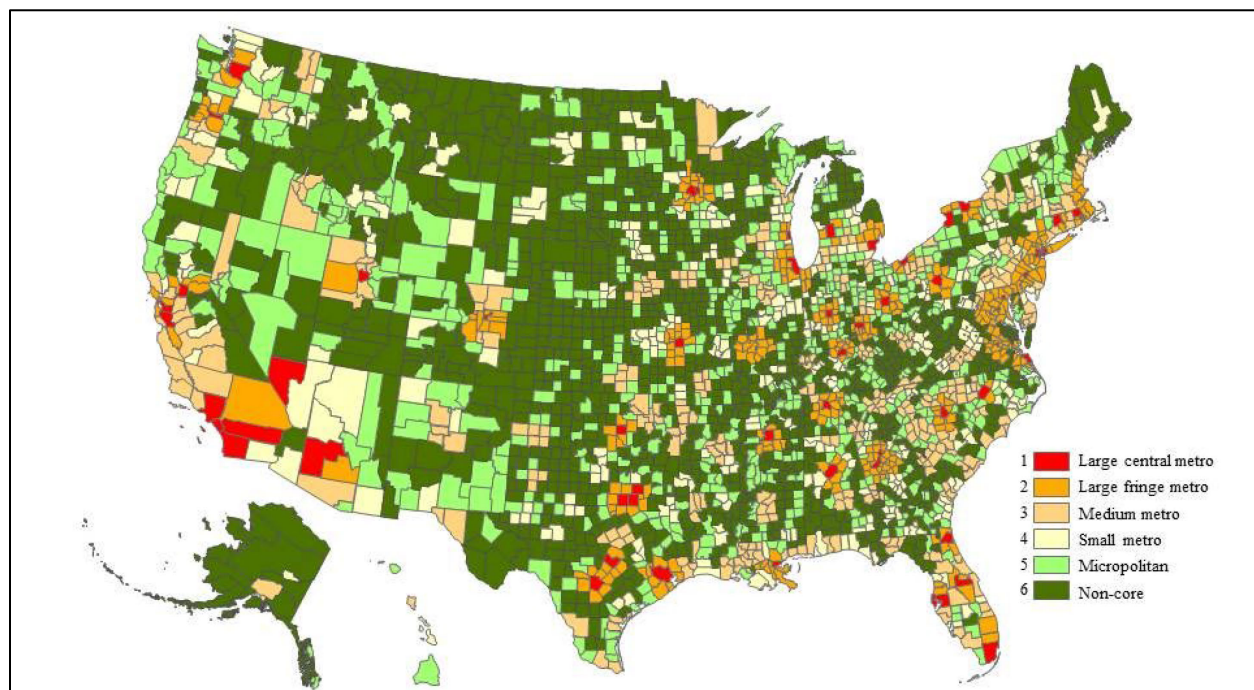 1 Large central metro
2 Large fringe metro
3 Medium metro
4 Small metro
5 Micropolitan
6 Non-core